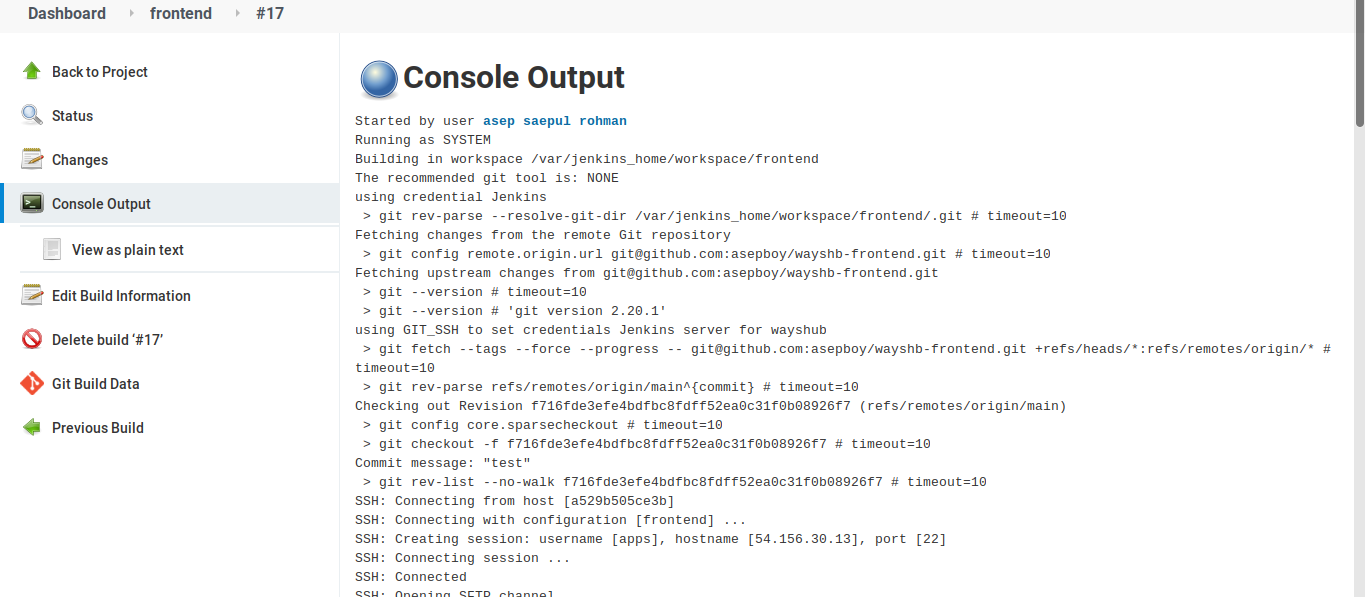 Dashboard
frontend
#17
Back to Project
Status
Changes
Console Output
View as plain text
Edit Build Information
Delete build ‘#17’
Git Build Data
Previous Build
Console Output
Started by user asep saepul rohman
Running as SYSTEM
Building in workspace /var/jenkins_home/workspace/frontend
The recommended git tool is: NONE
using credential Jenkins
> git rev-parse --resolve-git-dir /var/jenkins_home/workspace/frontend/.git # timeout=10
Fetching changes from the remote Git repository
> git config remote.origin.url git@github.com:asepboy/wayshb-frontend.git # timeout=10
Fetching upstream changes from git@github.com:asepboy/wayshb-frontend.git
> git --version # timeout=10
> git --version # 'git version 2.20.1'
using GIT_SSH to set credentials Jenkins server for wayshub
> git fetch --tags --force --progress -- git@github.com:asepboy/wayshb-frontend.git +refs/heads/*:refs/remotes/origin/* #
timeout=10
> git rev-parse refs/remotes/origin/main^{commit} # timeout=10
Checking out Revision f716fde3efe4bdfbc8fdff52ea0c31f0b08926f7 (refs/remotes/origin/main)
> git config core.sparsecheckout # timeout=10
> git checkout -f f716fde3efe4bdfbc8fdff52ea0c31f0b08926f7 # timeout=10
Commit message: "test"
> git rev-list --no-walk f716fde3efe4bdfbc8fdff52ea0c31f0b08926f7 # timeout=10
SSH: Connecting from host [a529b505ce3b]
SSH: Connecting with configuration [frontend] ...
SSH: Creating session: username [apps], hostname [54.156.30.13], port [22]
SSH: Connecting session ...
SSH: Connected
SSH: Opening SFTP channel